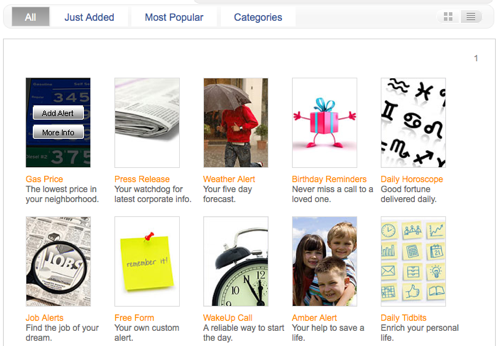 All Just Added Most Popular Categories
1
Add Alert
More Info
Gas Price
The lowest price in
your neighborhood.
Press Release
Your watchdog for
latest corporate info.
Weather Alert
Your five day
forecast.
Birthday Reminders
Never miss a call to a
loved one.
Daily Horoscope
Good fortune
delivered daily.
JOBS
remember it!
Job Alerts
Find the job of your
dream.
Free Form
Your own custom
alert.
WakeUp Call
A reliable way to start
the day.
Amber Alert
Your help to save a
life.
Daily Tidbits
Enrich your personal
life.